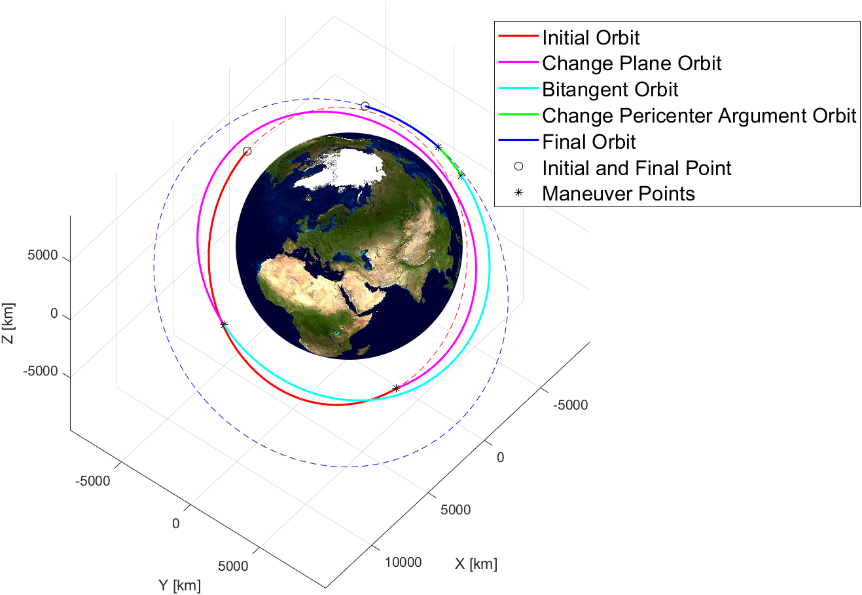 Initial Orbit
Change Plane Orbit
Bitangent Orbit
Change Pericenter Argument Orbit
Final Orbit
Initial and Final Point
Maneuver Points
5000
0
-5000
Z [km]
-5000
0
5000
Y [km]
-5000
0
5000
10000
X [km]